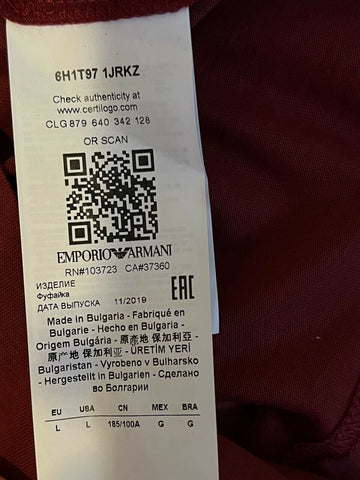 6H1T97 1JRKZ
Check authenticity at
www.certilogo.com
CLG 879 640 342 128
OR SCAN
EMPORIO ARMANI
RN#103723 CA#37360
ИЗДЕЛИЕ
Фуфайка
ДАТА ВЫПУСКА 11/2019
EAC
Made in Bulgaria - Fabriqué en
Bulgarie - Hecho en Bulgaria -
Origem Bulgária - 原產地 保加利亞 -
原产地 保加利亚 - ÜRETİM YERİ
Bulgaristan - Vyrobeno v Bulharsko
- Hergestellt in Bulgarien - Сделано
во Болгарии
EU USA CN MEX BRA
L L 185/100A G G